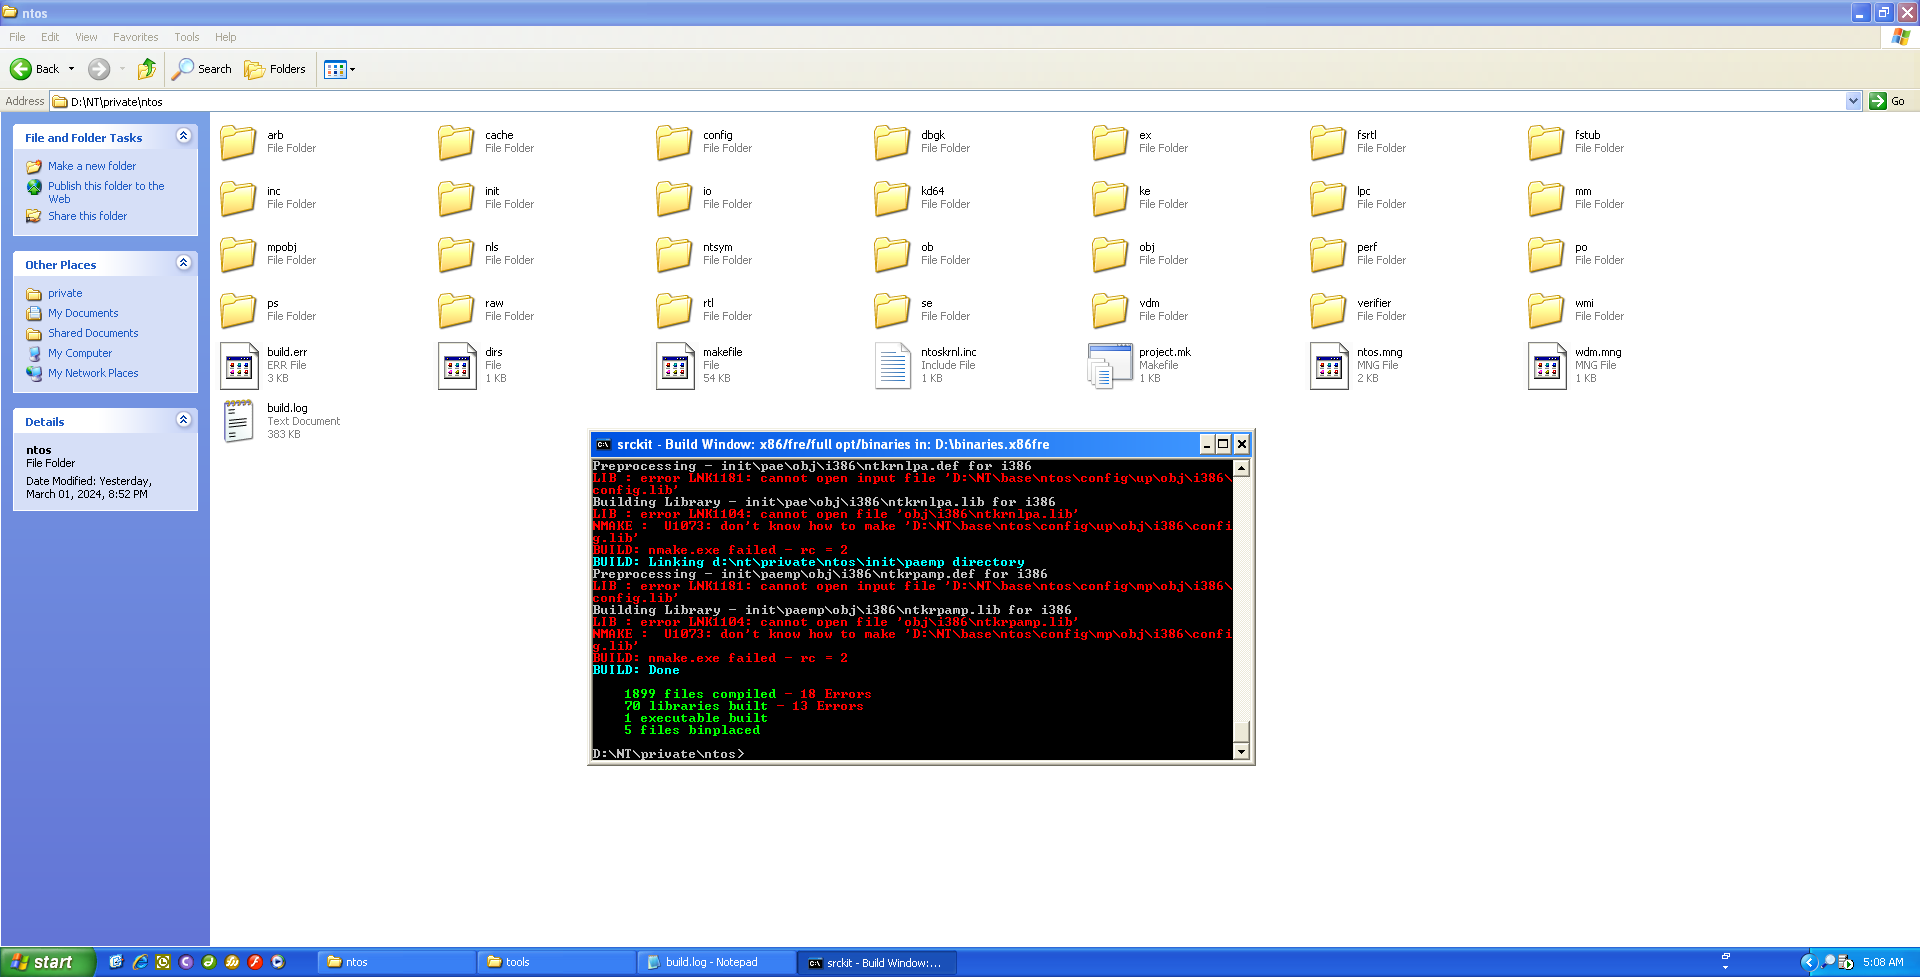 ntos
File Edit View Favorites Tools Help
Back Search Folders
Address D:\NT\private\ntos Go
File and Folder Tasks
Make a new folder
Publish this folder to the
Web
Share this folder
Other Places
private
My Documents
Shared Documents
My Computer
My Network Places
Details
ntos
File Folder
Date Modified: Yesterday,
March 01, 2024, 8:52 PM
arb cache config dbgk ex fsrtl fstub
File Folder File Folder File Folder File Folder File Folder File Folder File Folder
inc init io kd64 ke lpc mm
File Folder File Folder File Folder File Folder File Folder File Folder File Folder
mpobj nls ntsym ob obj perf po
File Folder File Folder File Folder File Folder File Folder File Folder File Folder
ps raw rtl se vdm verifier wmi
File Folder File Folder File Folder File Folder File Folder File Folder File Folder
build.err dirs makefile ntoskrnl.inc project.mk ntos.mng wdm.mng
ERR File File File Include File Makefile MNG File MNG File
3 KB 1 KB 54 KB 1 KB 1 KB 2 KB 1 KB
build.log
Text Document
383 KB
srckit - Build Window: x86/fre/full opt/binaries in: D:\binaries.x86fre
Preprocessing - init\pae\obj\i386\ntkrnlpa.def for i386
LIB : error LNK1181: cannot open input file 'D:\NT\base\ntos\config\up\obj\i386\
config.lib'
Building Library - init\pae\obj\i386\ntkrnlpa.lib for i386
LIB : error LNK1104: cannot open file 'obj\i386\ntkrnlpa.lib'
NMAKE :  U1073: don't know how to make 'D:\NT\base\ntos\config\up\obj\i386\confi
g.lib'
BUILD: nmake.exe failed - rc = 2
BUILD: Linking d:\nt\private\ntos\init\paemp directory
Preprocessing - init\paemp\obj\i386\ntkrpamp.def for i386
LIB : error LNK1181: cannot open input file 'D:\NT\base\ntos\config\mp\obj\i386\
config.lib'
Building Library - init\paemp\obj\i386\ntkrpamp.lib for i386
LIB : error LNK1104: cannot open file 'obj\i386\ntkrpamp.lib'
NMAKE :  U1073: don't know how to make 'D:\NT\base\ntos\config\mp\obj\i386\confi
g.lib'
BUILD: nmake.exe failed - rc = 2
BUILD: Done
1899 files compiled - 18 Errors
70 libraries built - 13 Errors
1 executable built
5 files binplaced
D:\NT\private\ntos>
start ntos tools build.log - Notepad srckit - Build Window:... 5:08 AM